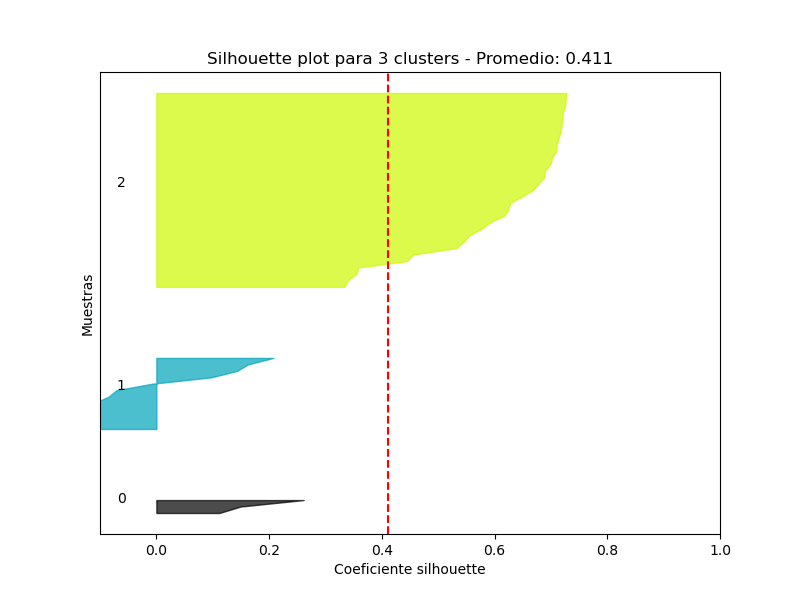 Silhouette plot para 3 clusters - Promedio: 0.411
2
1
0
Muestras
0.0 0.2 0.4 0.6 0.8 1.0
Coeficiente silhouette